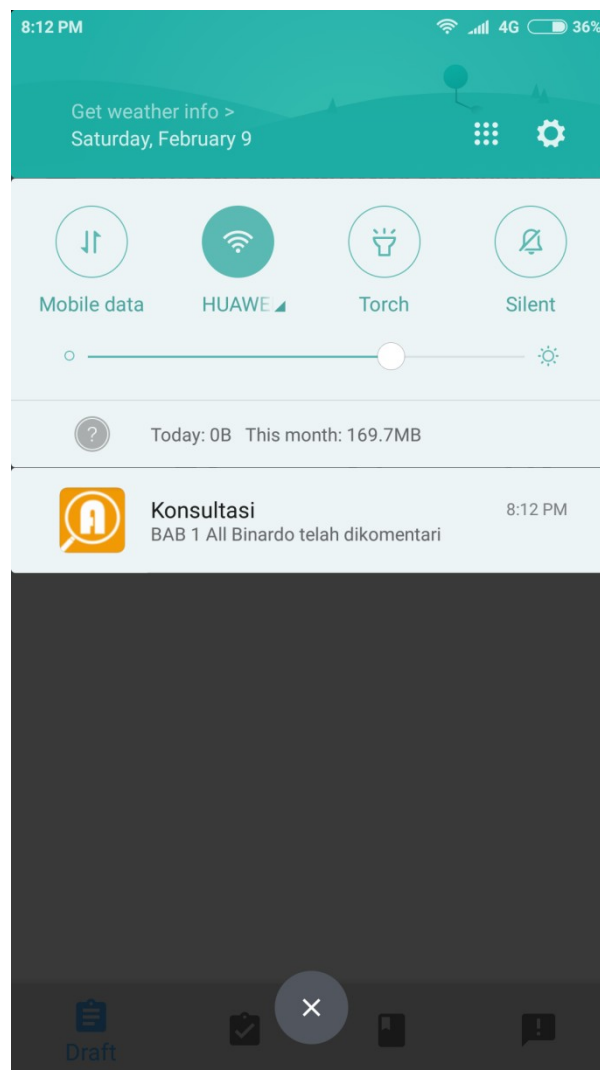 8:12 PM 4G 36%
Get weather info >
Saturday, February 9
Mobile data HUAWE Torch Silent
? Today: 0B This month: 169.7MB
A Konsultasi 8:12 PM
BAB 1 All Binardo telah dikomentari
Draft